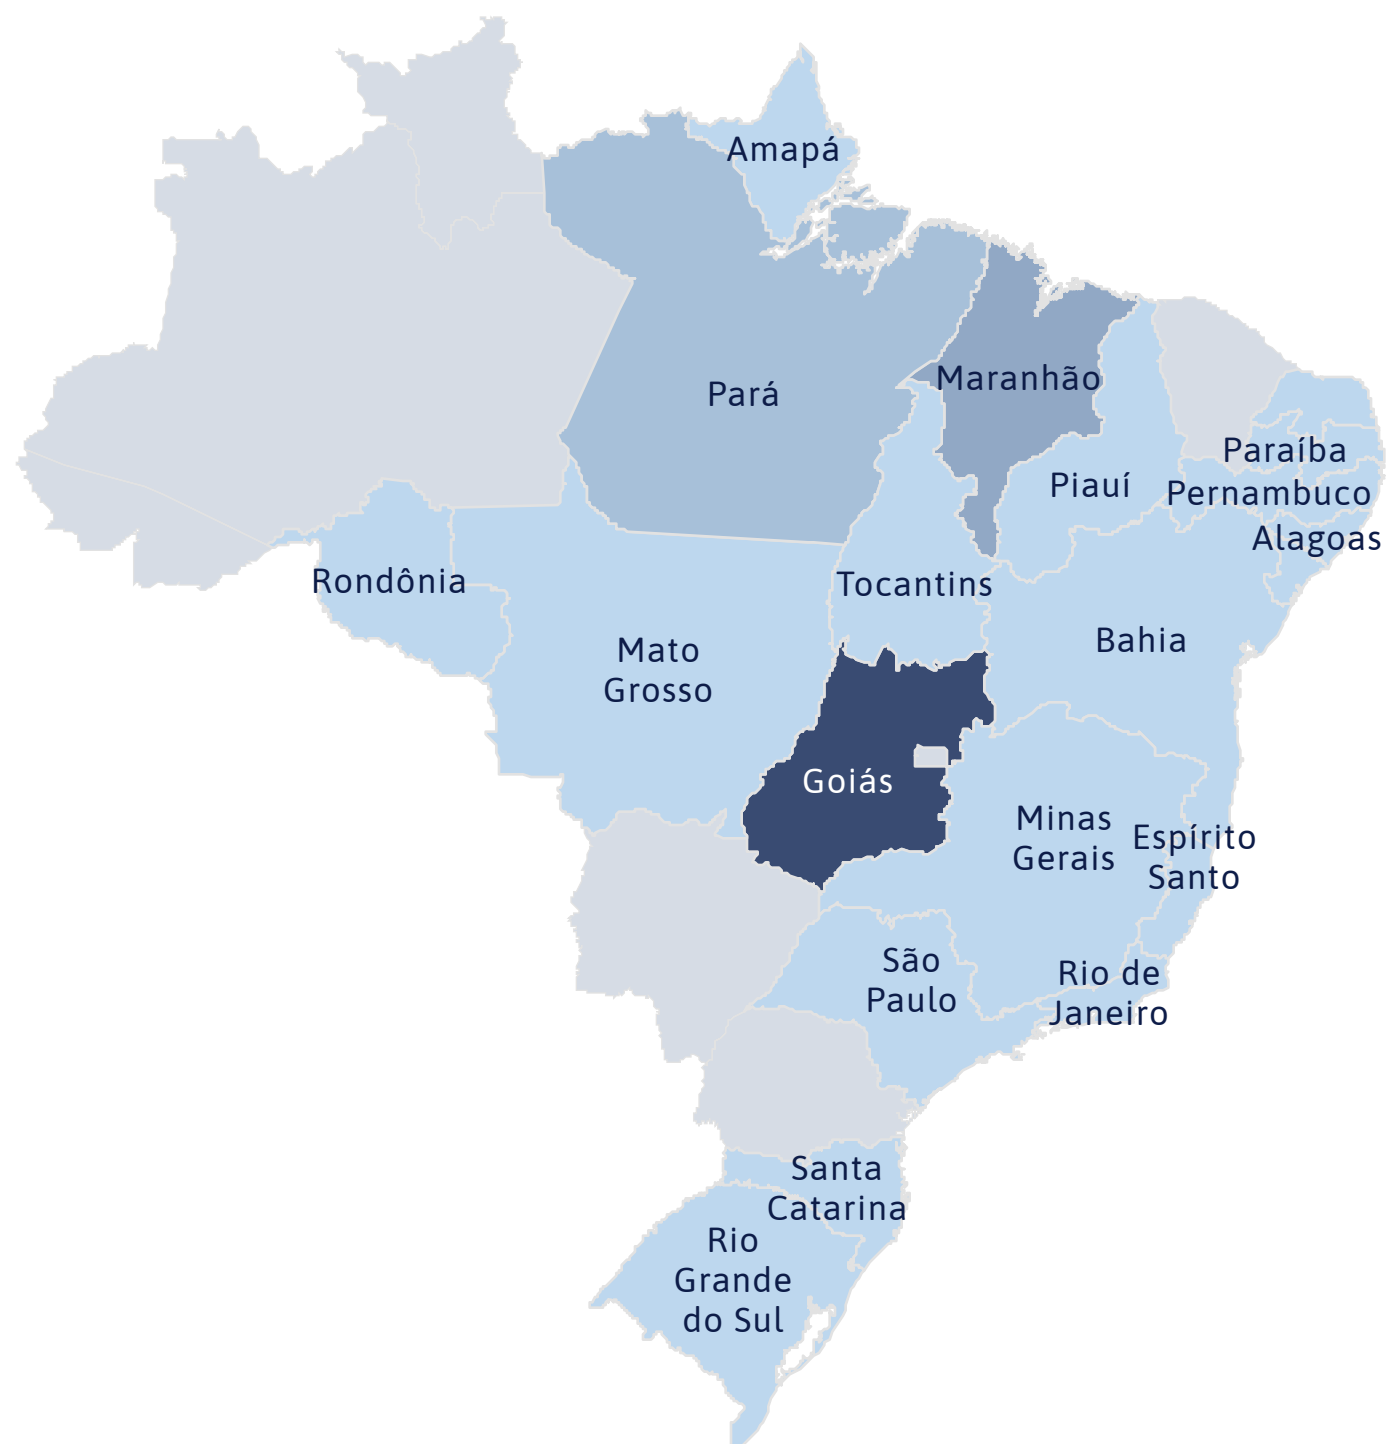 Amapá
Pará
Maranhão
Paraíba
Piauí
Pernambuco
Alagoas
Rondônia
Tocantins
Bahia
Mato
Grosso
Goiás
Minas
Gerais
Espírito
Santo
São
Paulo
Rio de
Janeiro
Santa
Catarina
Rio
Grande
do Sul